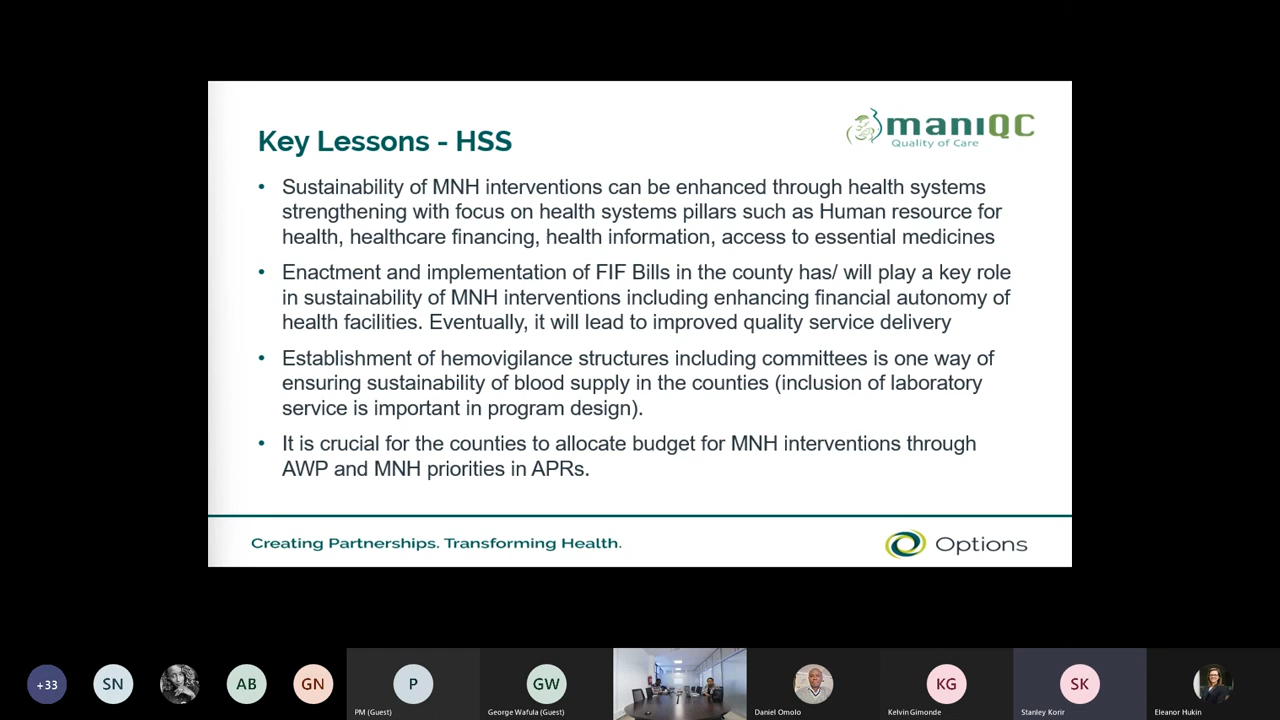 maniQC
Quality of Care
Key Lessons - HSS
• Sustainability of MNH interventions can be enhanced through health systems
strengthening with focus on health systems pillars such as Human resource for
health, healthcare financing, health information, access to essential medicines
• Enactment and implementation of FIF Bills in the county has/ will play a key role
in sustainability of MNH interventions including enhancing financial autonomy of
health facilities. Eventually, it will lead to improved quality service delivery
• Establishment of hemovigilance structures including committees is one way of
ensuring sustainability of blood supply in the counties (inclusion of laboratory
service is important in program design).
• It is crucial for the counties to allocate budget for MNH interventions through
AWP and MNH priorities in APRs.
Creating Partnerships. Transforming Health.
Options
+33
SN
AB
GN
P
PM (Guest)
GW
George Wafula (Guest)
Daniel Omolo
KG
Kelvin Gimonde
SK
Stanley Korir
Eleanor Hukin